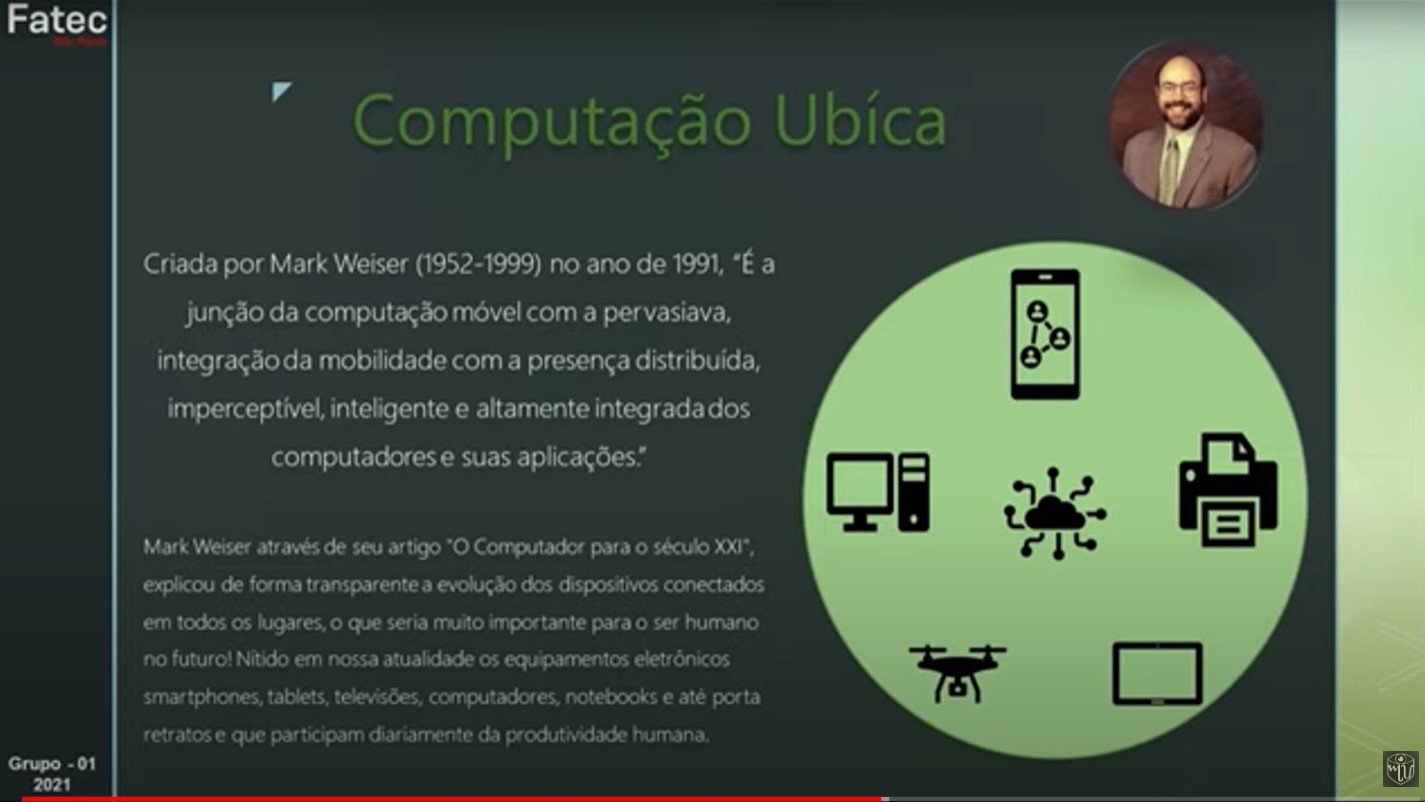 Fatec
São Paulo
Computação Ubíca
Criada por Mark Weiser (1952-1999) no ano de 1991, “É a
junção da computação móvel com a pervasiava,
integração da mobilidade com a presença distribuída,
imperceptível, inteligente e altamente integrada dos
computadores e suas aplicações.”
Mark Weiser através de seu artigo "O Computador para o século XXI",
explicou de forma transparente a evolução dos dispositivos conectados
em todos os lugares, o que seria muito importante para o ser humano
no futuro! Nítido em nossa atualidade os equipamentos eletrônicos
smartphones, tablets, televisões, computadores, notebooks e até porta
retratos e que participam diariamente da produtividade humana.
Grupo - 01
2021